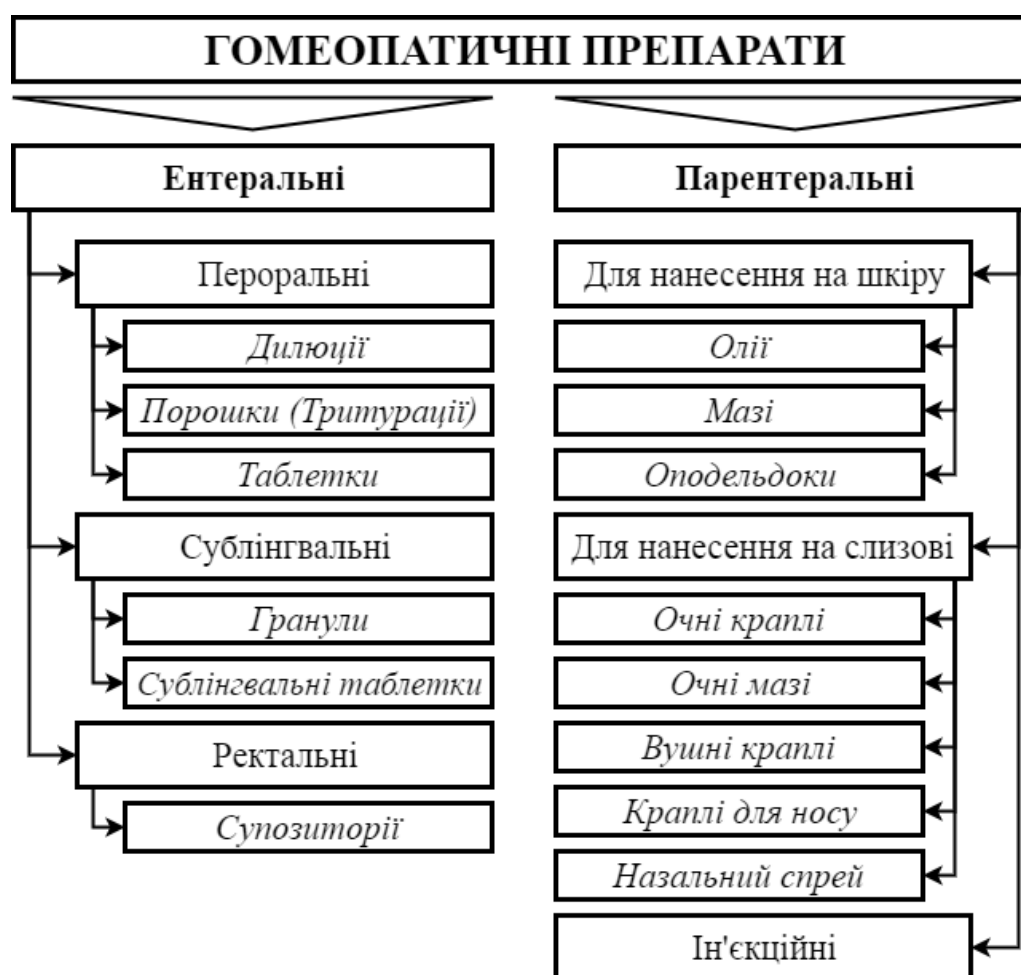 ГОМЕОПАТИЧНІ ПРЕПАРАТИ
Ентеральні
Пероральні
Дилюції
Порошки (Тритурації)
Таблетки
Сублінгвальні
Гранули
Сублінгвальні таблетки
Ректальні
Супозиторії
Парентеральні
Для нанесення на шкіру
Олії
Мазі
Оподельдоки
Для нанесення на слизові
Очні краплі
Очні мазі
Вушні краплі
Краплі для носу
Назальний спрей
Ін'єкційні